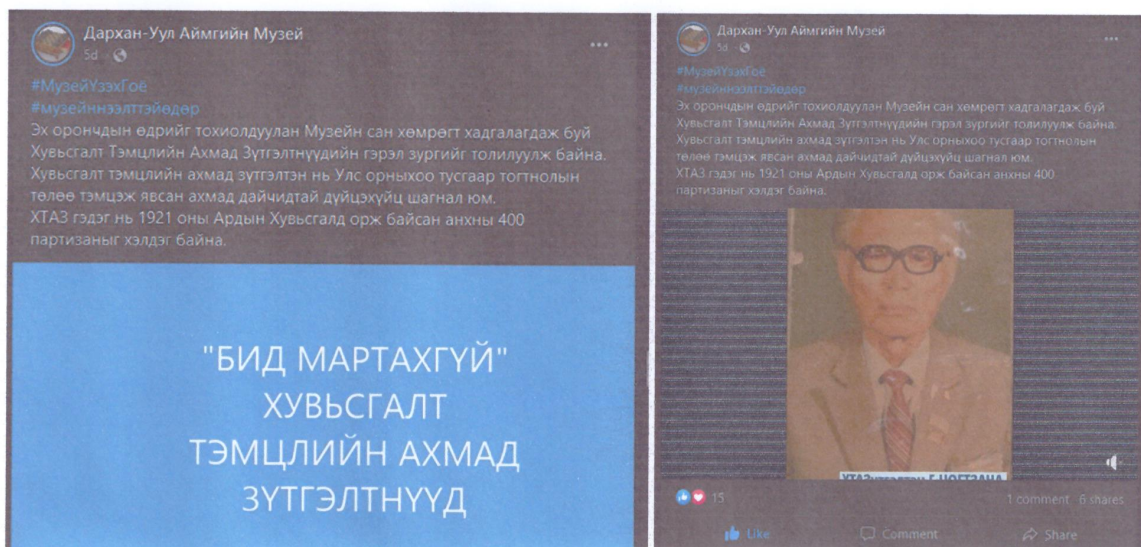 Дархан-Уул Аймгийн Музей
5d
#МузейҮзэхГоё
#музейннээлттэйөдөр
Эх орончдын өдрийг тохиолдуулан Музейн сан хөмрөгт хадгалагдаж буй
Хувьсгалт Тэмцлийн Ахмад Зүтгэлтнүүдийн гэрэл зургийг толилуулж байна.
Хувьсгалт тэмцлийн ахмад зүтгэлтэн нь Улс орныхоо тусгаар тогтнолын
төлөө тэмцэж явсан ахмад дайчидтай дүйцэхүйц шагнал юм.
ХТАЗ гэдэг нь 1921 оны Ардын Хувьсгалд орж байсан анхны 400
партизаныг хэлдэг байна.
"БИД МАРТАХГҮЙ"
ХУВЬСГАЛТ
ТЭМЦЛИЙН АХМАД
ЗҮТГЭЛТНҮҮД
Дархан-Уул Аймгийн Музей
5d
#МузейҮзэхГоё
#музейннээлттэйөдөр
Эх орончдын өдрийг тохиолдуулан Музейн сан хөмрөгт хадгалагдаж буй
Хувьсгалт Тэмцлийн Ахмад Зүтгэлтнүүдийн гэрэл зургийг толилуулж байна.
Хувьсгалт тэмцлийн ахмад зүтгэлтэн нь Улс орныхоо тусгаар тогтнолын
төлөө тэмцэж явсан ахмад дайчидтай дүйцэхүйц шагнал юм.
ХТАЗ гэдэг нь 1921 оны Ардын Хувьсгалд орж байсан анхны 400
партизаныг хэлдэг байна.
15
1 comment 6 shares
Like Comment Share